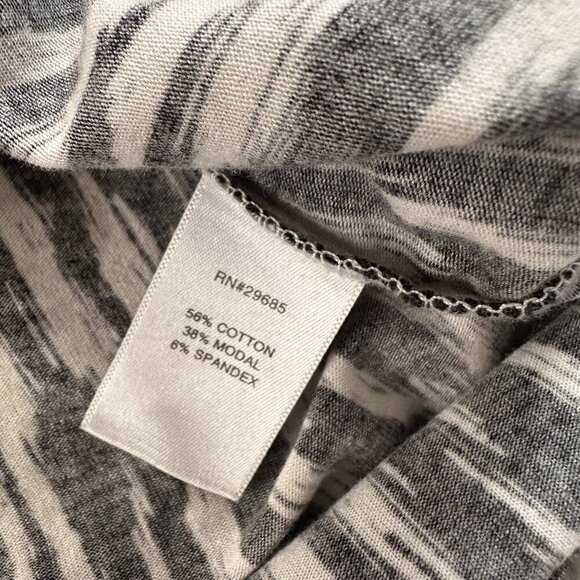 RN#29685
56% COTTON
38% MODAL
6% SPANDEX